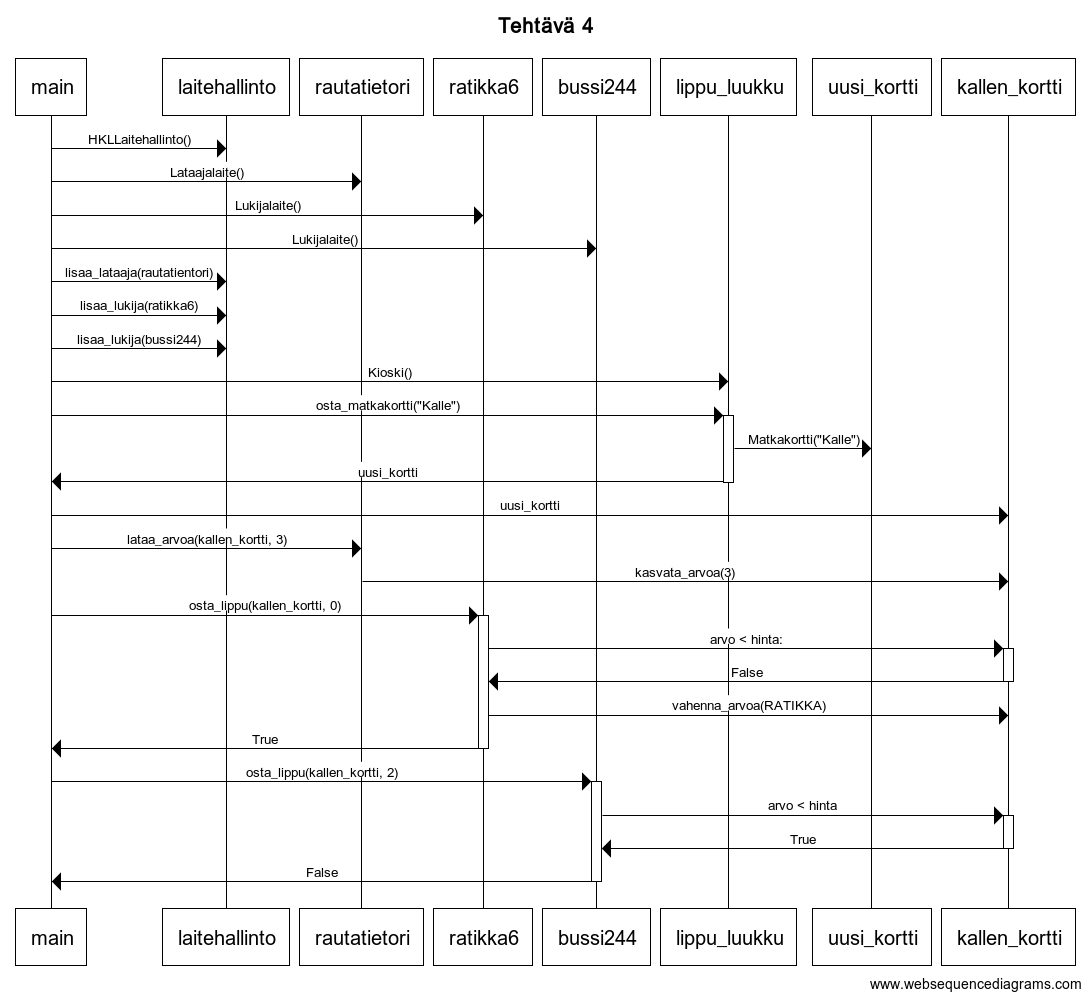 Tehtävä 4
main laitehallinto rautatietori ratikka6 bussi244 lippu_luukku uusi_kortti kallen_kortti
HKLLaitehallinto()
Lataajalaite()
Lukijalaite()
Lukijalaite()
lisaa_lataaja(rautatientori)
lisaa_lukija(ratikka6)
lisaa_lukija(bussi244)
Kioski()
osta_matkakortti("Kalle")
Matkakortti("Kalle")
uusi_kortti
uusi_kortti
lataa_arvoa(kallen_kortti, 3)
kasvata_arvoa(3)
osta_lippu(kallen_kortti, 0)
arvo < hinta:
False
vahenna_arvoa(RATIKKA)
True
osta_lippu(kallen_kortti, 2)
arvo < hinta
True
False
main laitehallinto rautatietori ratikka6 bussi244 lippu_luukku uusi_kortti kallen_kortti
www.websequencediagrams.com